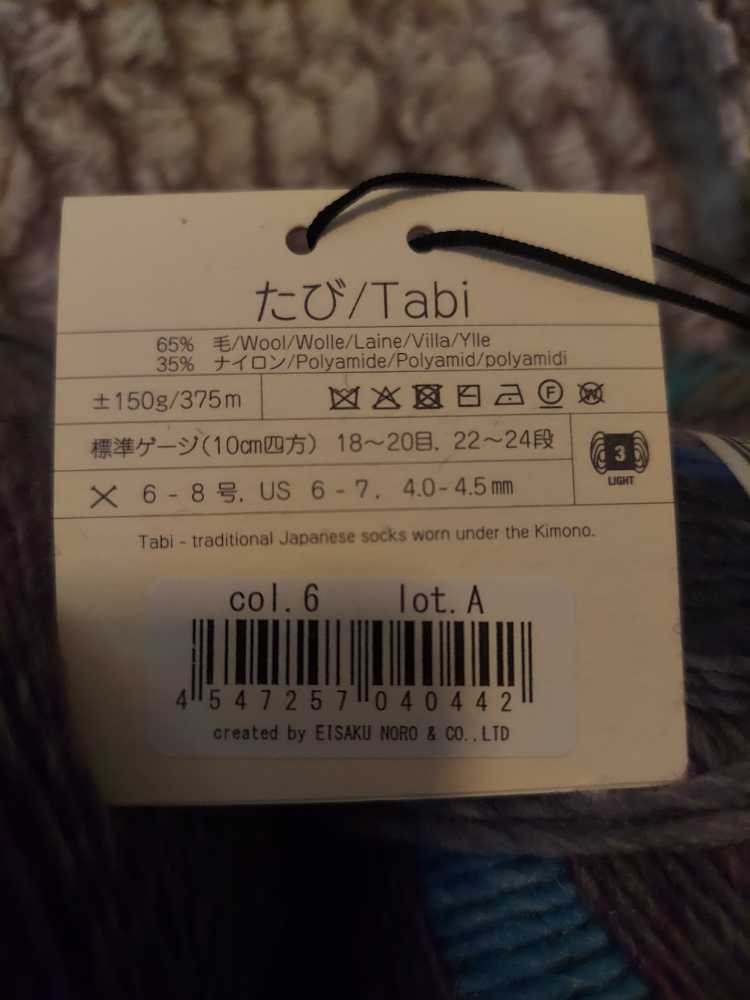 たび/Tabi
65% 毛/Wool/Wolle/Laine/Villa/Ylle
35% ナイロン/Polyamide/Polyamid/polyamidi
±150g/375m
F W
標準ゲージ(10cm四方) 18~20目, 22~24段
3
LIGHT
6 - 8 号, US 6 - 7, 4.0-4.5mm
Tabi - traditional Japanese socks worn under the Kimono.
col.6 lot.A
4 547257 040442
created by EISAKU NORO & CO.,LTD